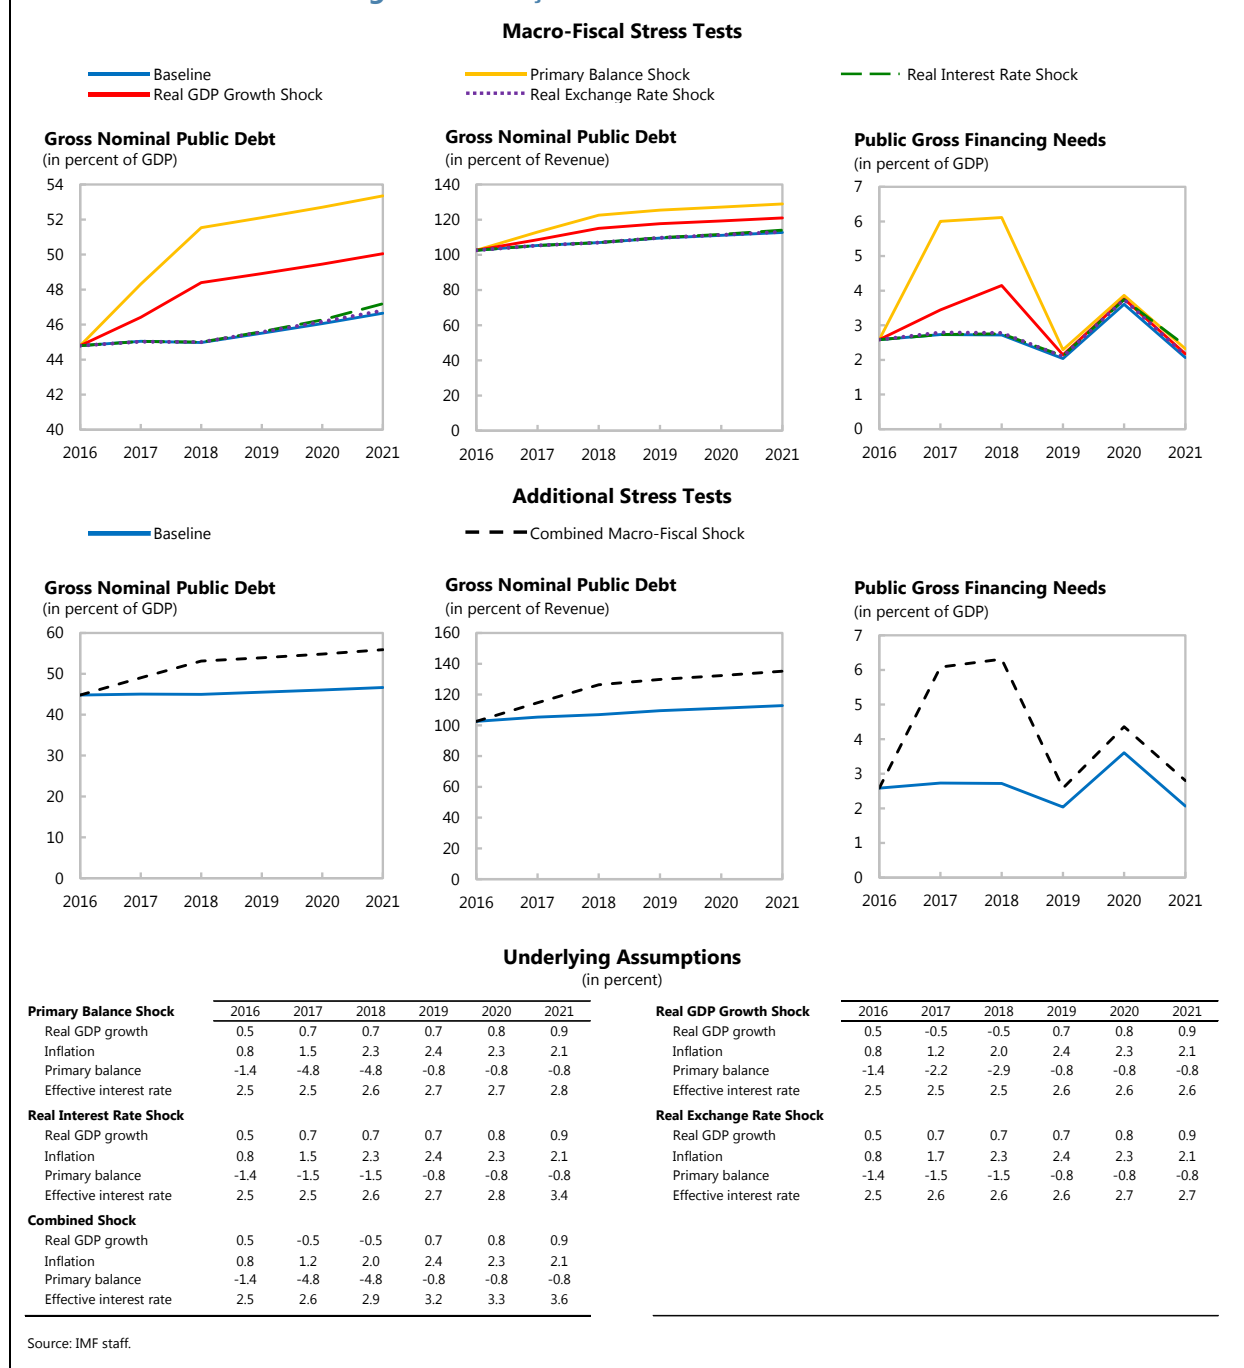 Macro-Fiscal Stress Tests
Baseline
Primary Balance Shock
Real Interest Rate Shock
Real GDP Growth Shock
Real Exchange Rate Shock
Gross Nominal Public Debt
(in percent of GDP)
54
52
50
48
46
44
42
40
2016 2017 2018 2019 2020 2021
Gross Nominal Public Debt
(in percent of Revenue)
140
120
100
80
60
40
20
0
2016 2017 2018 2019 2020 2021
Public Gross Financing Needs
(in percent of GDP)
7
6
5
4
3
2
1
0
2016 2017 2018 2019 2020 2021
Additional Stress Tests
Baseline
Combined Macro-Fiscal Shock
Gross Nominal Public Debt
(in percent of GDP)
60
50
40
30
20
10
0
2016 2017 2018 2019 2020 2021
Gross Nominal Public Debt
(in percent of Revenue)
160
140
120
100
80
60
40
20
0
2016 2017 2018 2019 2020 2021
Public Gross Financing Needs
(in percent of GDP)
7
6
5
4
3
2
1
0
2016 2017 2018 2019 2020 2021
Underlying Assumptions
(in percent)
Primary Balance Shock 2016 2017 2018 2019 2020 2021
Real GDP growth 0.5 0.7 0.7 0.7 0.8 0.9
Inflation 0.8 1.5 2.3 2.4 2.3 2.1
Primary balance -1.4 -4.8 -4.8 -0.8 -0.8 -0.8
Effective interest rate 2.5 2.5 2.6 2.7 2.7 2.8
Real Interest Rate Shock
Real GDP growth 0.5 0.7 0.7 0.7 0.8 0.9
Inflation 0.8 1.5 2.3 2.4 2.3 2.1
Primary balance -1.4 -1.5 -1.5 -0.8 -0.8 -0.8
Effective interest rate 2.5 2.5 2.6 2.7 2.8 3.4
Combined Shock
Real GDP growth 0.5 -0.5 -0.5 0.7 0.8 0.9
Inflation 0.8 1.2 2.0 2.4 2.3 2.1
Primary balance -1.4 -4.8 -4.8 -0.8 -0.8 -0.8
Effective interest rate 2.5 2.6 2.9 3.2 3.3 3.6
Real GDP Growth Shock 2016 2017 2018 2019 2020 2021
Real GDP growth 0.5 -0.5 -0.5 0.7 0.8 0.9
Inflation 0.8 1.2 2.0 2.4 2.3 2.1
Primary balance -1.4 -2.2 -2.9 -0.8 -0.8 -0.8
Effective interest rate 2.5 2.5 2.5 2.6 2.6 2.6
Real Exchange Rate Shock
Real GDP growth 0.5 0.7 0.7 0.7 0.8 0.9
Inflation 0.8 1.7 2.3 2.4 2.3 2.1
Primary balance -1.4 -1.5 -1.5 -0.8 -0.8 -0.8
Effective interest rate 2.5 2.6 2.6 2.6 2.7 2.7
Source: IMF staff.